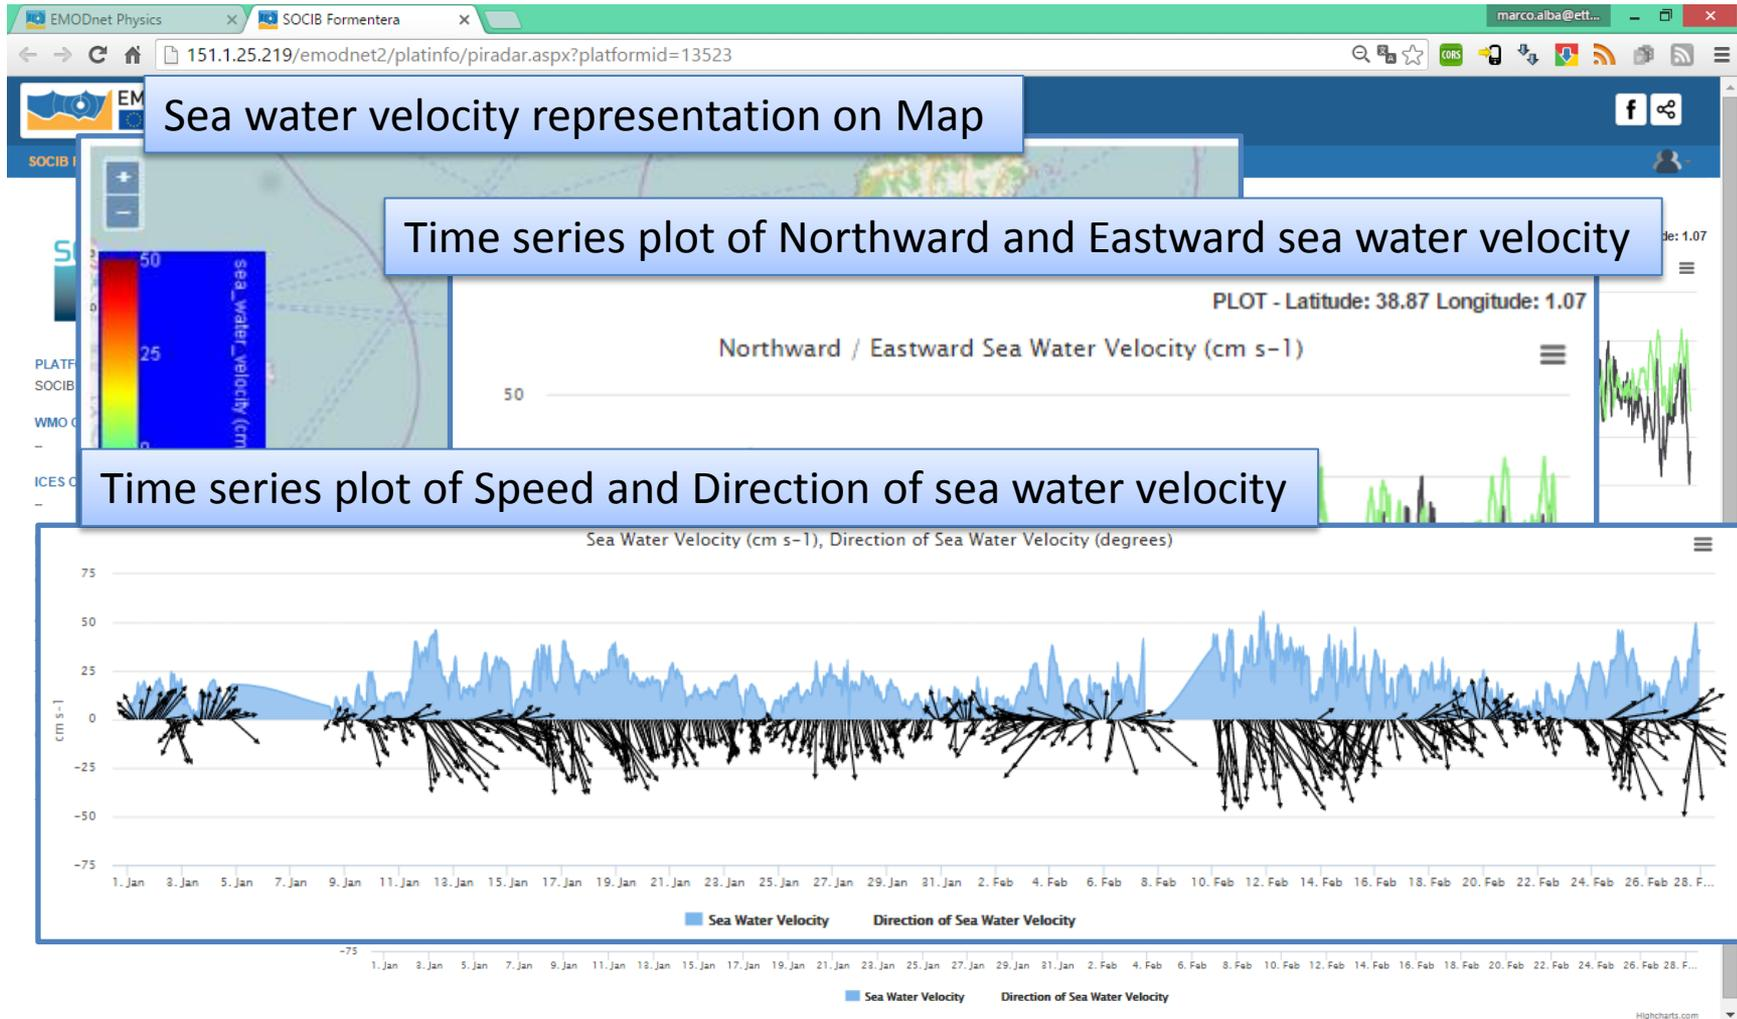 EMODnet Physics
SOCIB Formentera
marco.alba@ett...
151.1.25.219/emodnet2/platinfo/piradar.aspx?platformid=13523
CORS
EM
Sea water velocity representation on Map
SOCIB
+
−
Time series plot of Northward and Eastward sea water velocity
de: 1.07
50
25
sea_water_velocity (cm
PLOT - Latitude: 38.87 Longitude: 1.07
Northward / Eastward Sea Water Velocity (cm s-1)
50
PLATF
SOCIB
WMO C
--
ICES C
--
Time series plot of Speed and Direction of sea water velocity
Sea Water Velocity (cm s-1), Direction of Sea Water Velocity (degrees)
75
50
25
0
-25
-50
-75
cm s-1
1. Jan 3. Jan 5. Jan 7. Jan 9. Jan 11. Jan 13. Jan 15. Jan 17. Jan 19. Jan 21. Jan 23. Jan 25. Jan 27. Jan 29. Jan 31. Jan 2. Feb 4. Feb 6. Feb 8. Feb 10. Feb 12. Feb 14. Feb 16. Feb 18. Feb 20. Feb 22. Feb 24. Feb 26. Feb 28. F...
Sea Water Velocity Direction of Sea Water Velocity
-75
1. Jan 3. Jan 5. Jan 7. Jan 9. Jan 11. Jan 13. Jan 15. Jan 17. Jan 19. Jan 21. Jan 23. Jan 25. Jan 27. Jan 29. Jan 31. Jan 2. Feb 4. Feb 6. Feb 8. Feb 10. Feb 12. Feb 14. Feb 16. Feb 18. Feb 20. Feb 22. Feb 24. Feb 26. Feb 28. F...
Sea Water Velocity Direction of Sea Water Velocity
Highcharts.com